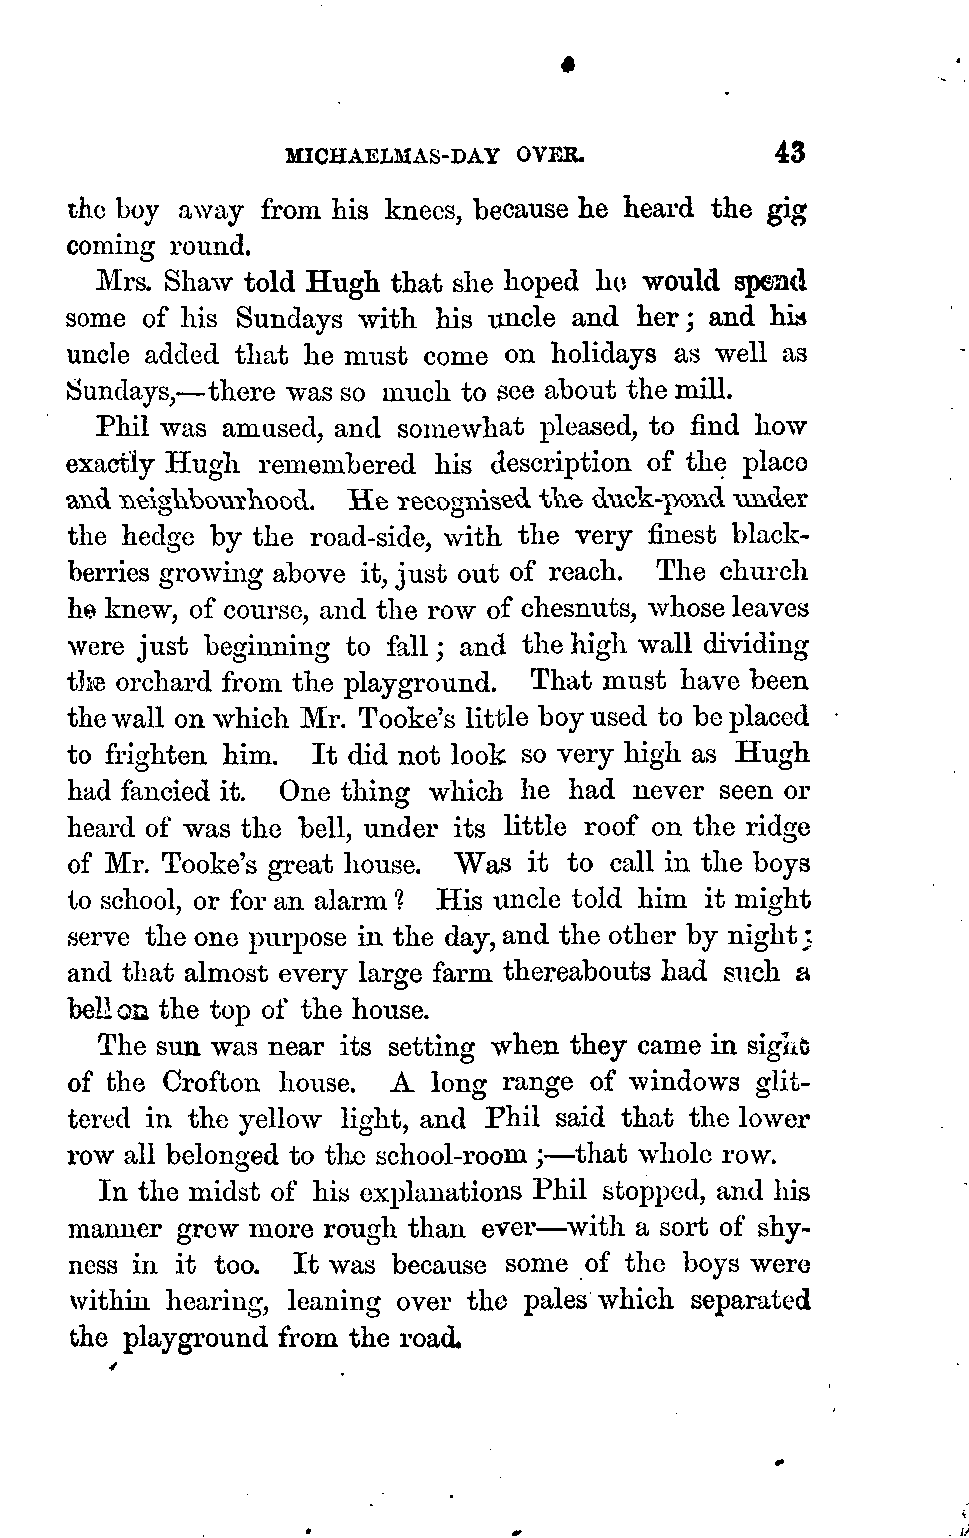 MICHAELMAS-DAY OVER. 43
the boy away from his knees, because he heard the gig
coming round.
Mrs. Shaw told Hugh that she hoped he would spend
some of his Sundays with his uncle and her; and his
uncle added that he must come on holidays as well as
Sundays,—there was so much to see about the mill.
Phil was amused, and somewhat pleased, to find how
exactly Hugh remembered his description of the place
and neighbourhood. He recognised the duck-pond under
the hedge by the road-side, with the very finest black-
berries growing above it, just out of reach. The church
he knew, of course, and the row of chesnuts, whose leaves
were just beginning to fall; and the high wall dividing
the orchard from the playground. That must have been
the wall on which Mr. Tooke's little boy used to be placed
to frighten him. It did not look so very high as Hugh
had fancied it. One thing which he had never seen or
heard of was the bell, under its little roof on the ridge
of Mr. Tooke's great house. Was it to call in the boys
to school, or for an alarm? His uncle told him it might
serve the one purpose in the day, and the other by night;
and that almost every large farm thereabouts had such a
bell on the top of the house.
The sun was near its setting when they came in sight
of the Crofton house. A long range of windows glit-
tered in the yellow light, and Phil said that the lower
row all belonged to the school-room;—that whole row.
In the midst of his explanations Phil stopped, and his
manner grew more rough than ever—with a sort of shy-
ness in it too. It was because some of the boys were
within hearing, leaning over the pales which separated
the playground from the road.